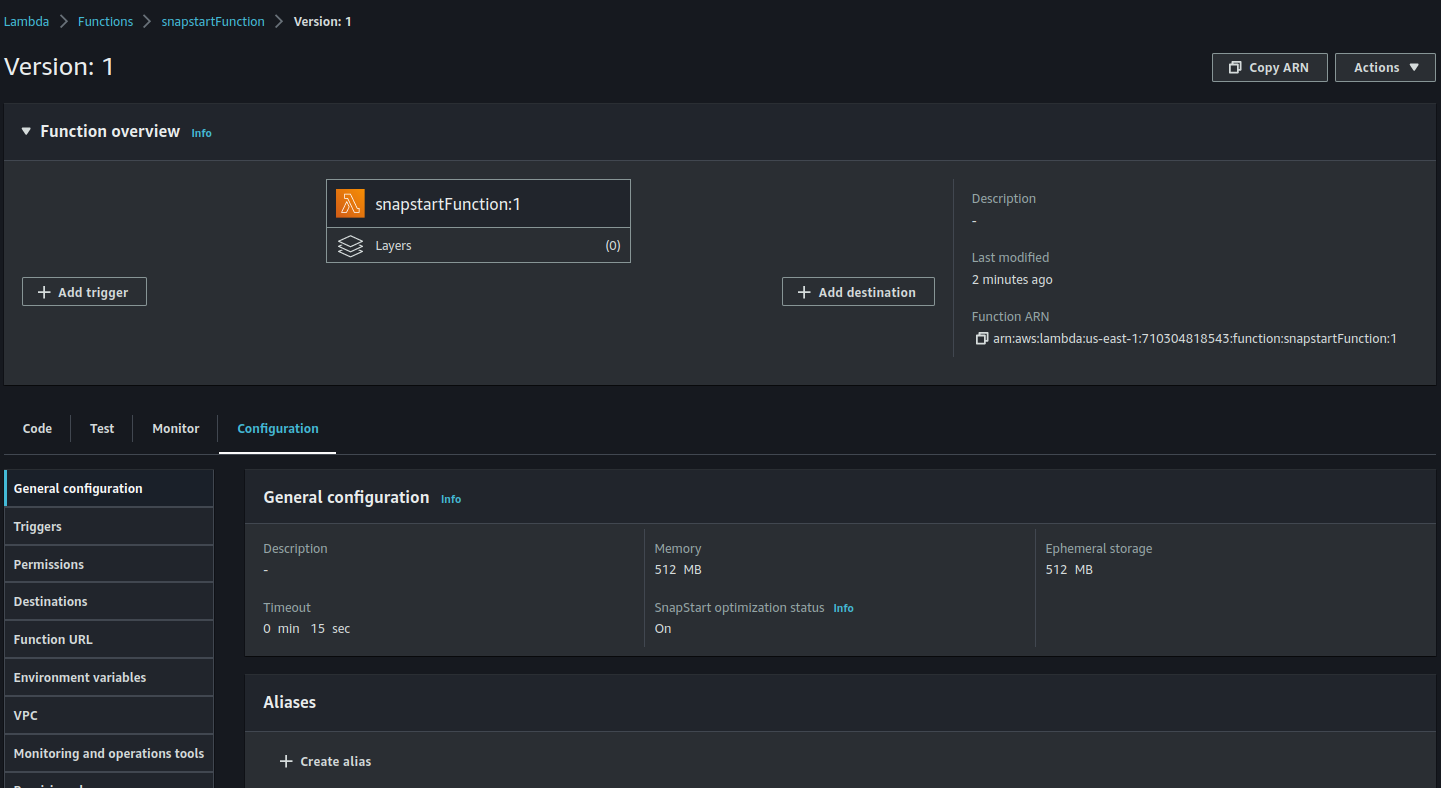 Lambda > Functions > snapstartFunction > Version: 1
Version: 1
Copy ARN
Actions
Function overview Info
snapstartFunction:1
Layers (0)
Add trigger
Add destination
Description
-
Last modified
2 minutes ago
Function ARN
arn:aws:lambda:us-east-1:710304818543:function:snapstartFunction:1
Code Test Monitor Configuration
General configuration
Triggers
Permissions
Destinations
Function URL
Environment variables
VPC
Monitoring and operations tools
General configuration Info
Description
-
Timeout
0 min 15 sec
Memory
512 MB
SnapStart optimization status Info
On
Ephemeral storage
512 MB
Aliases
Create alias